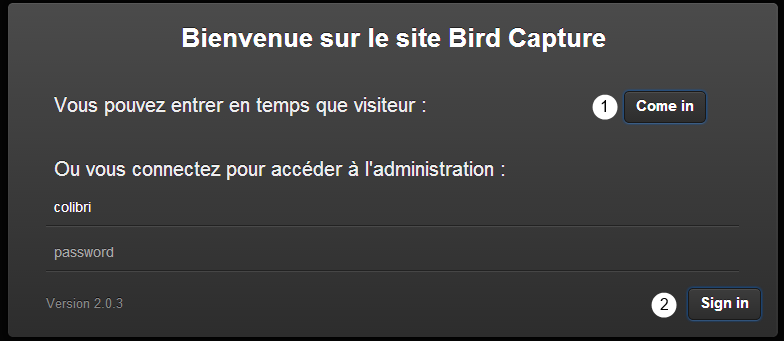 Bienvenue sur le site Bird Capture
Vous pouvez entrer en temps que visiteur : 1 Come in
Ou vous connectez pour accéder à l'administration :
colibri
password
Version 2.0.3 2 Sign in